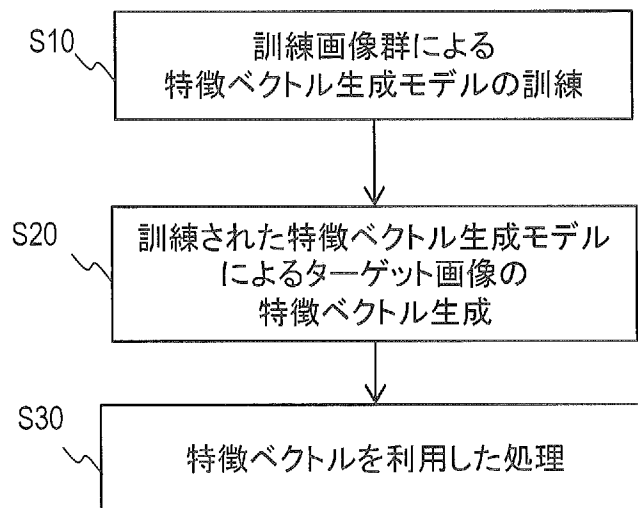 S10
訓練画像群による
特徴ベクトル生成モデルの訓練
S20
訓練された特徴ベクトル生成モデル
によるターゲット画像の
特徴ベクトル生成
S30
特徴ベクトルを利用した処理